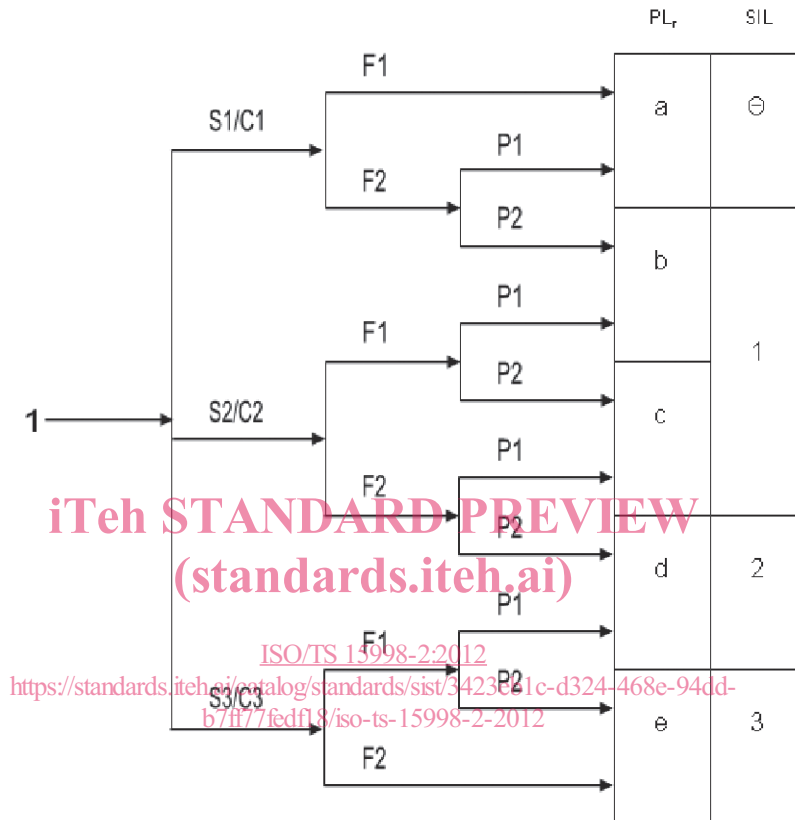 PLr SIL
F1
a Θ
S1/C1
P1
F2
P2
b
P1
F1
1
P2
S2/C2
c
1
P1
F2
iTeh STANDARD PREVIEW
P2
(standards.iteh.ai)
d 2
P1
F1
ISO/TS 15998-2:2012
P2
https://standards.iteh.ai/catalog/standards/sist/3423 1c-d324-468e-94dd-
S3/C3
b7ff77fedf18/iso-ts-15998-2-2012
e 3
F2